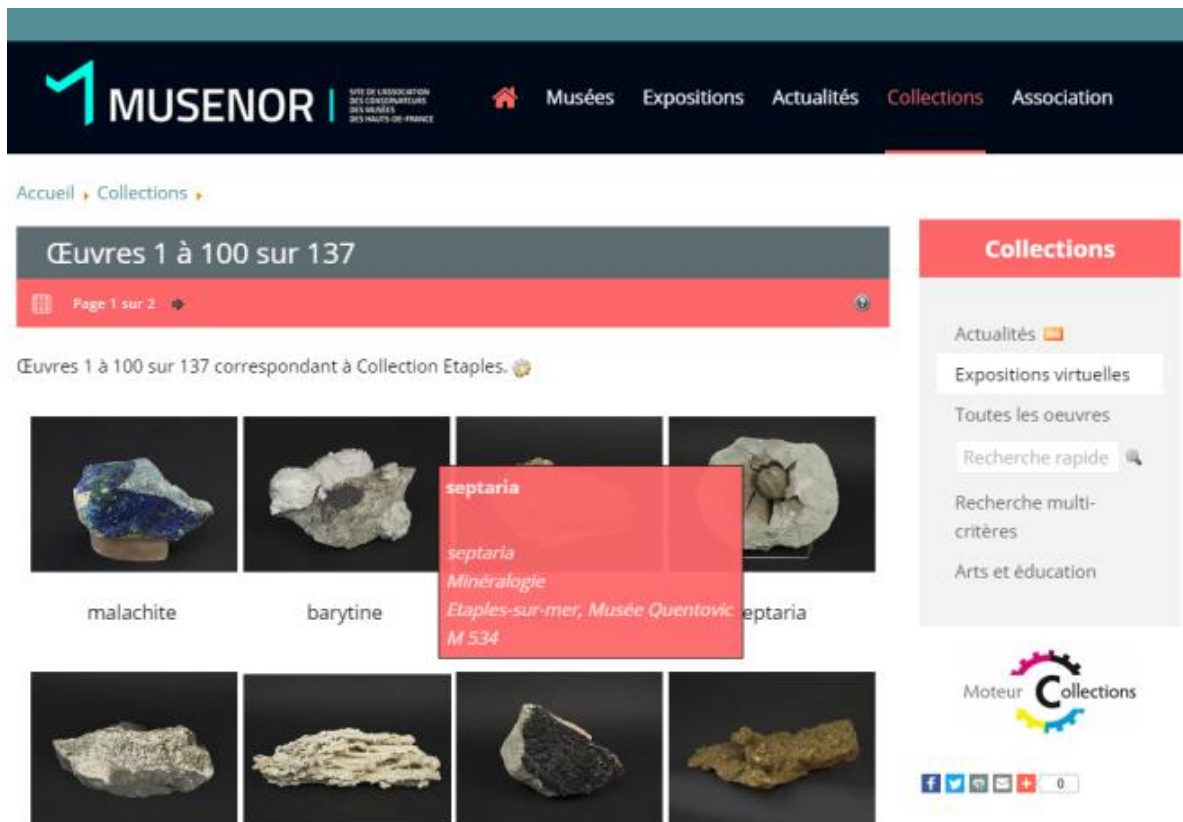 MUSENOR
SITE DE L'ASSOCIATION
DES CONSERVATEURS
DES MUSÉES
DES HAUTS-DE-FRANCE
Musées Expositions Actualités Collections Association
Accueil Collections
Œuvres 1 à 100 sur 137
Page 1 sur 2
Œuvres 1 à 100 sur 137 correspondant à Collection Etaples.
malachite
barytine
septaria
septaria
septaria
Minéralogie
Etaples-sur-mer, Musée Quentovic
M 534
Collections
Actualités
Expositions virtuelles
Toutes les oeuvres
Recherche rapide
Recherche multi-
critères
Arts et éducation
Moteur Collections
0